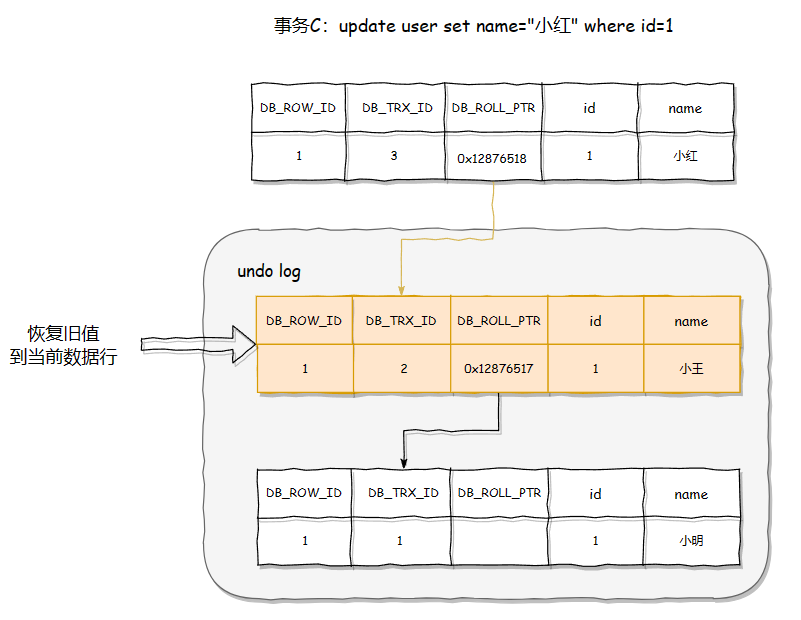 事务C：update user set name="小红" where id=1
DB_ROW_ID DB_TRX_ID DB_ROLL_PTR id name
1 3 0x12876518 1 小红
undo log
DB_ROW_ID DB_TRX_ID DB_ROLL_PTR id name
1 2 0x12876517 1 小王
恢复旧值
到当前数据行
DB_ROW_ID DB_TRX_ID DB_ROLL_PTR id name
1 1 1 小明